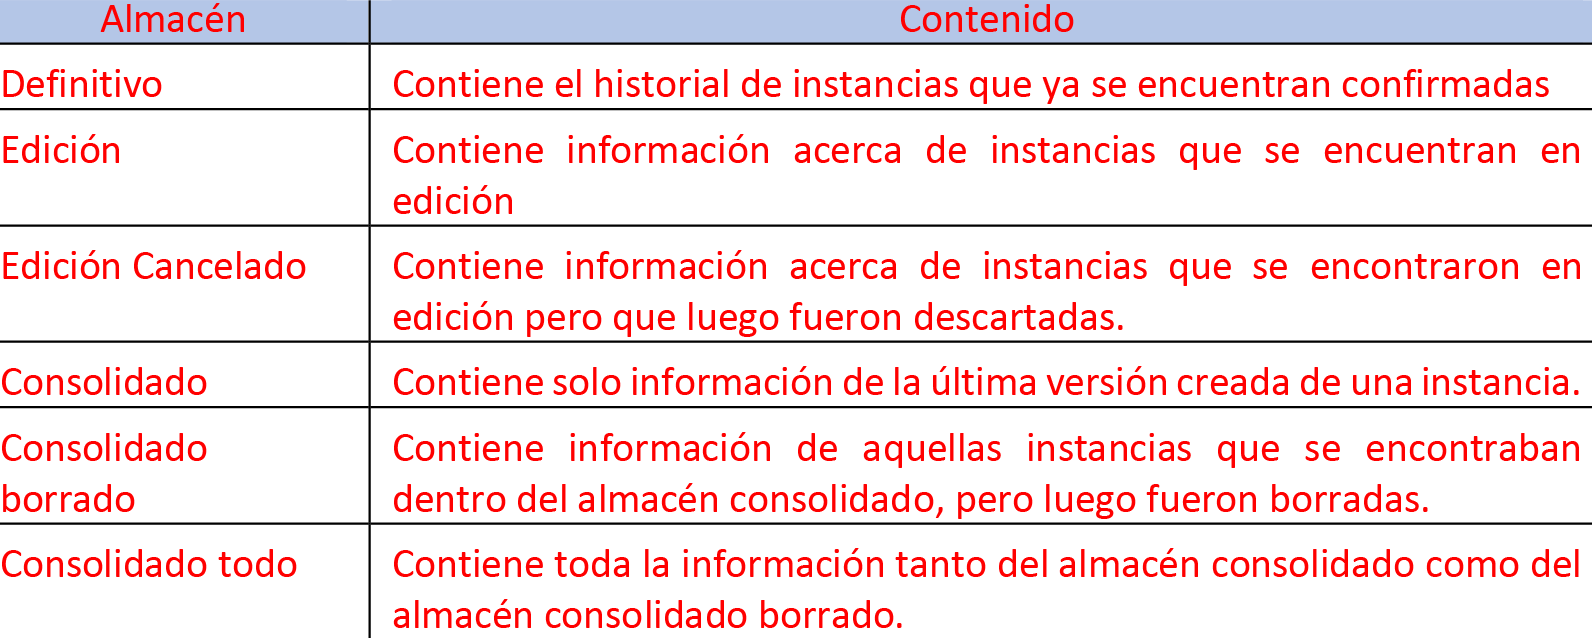 Almacén Contenido
Definitivo Contiene el historial de instancias que ya se encuentran confirmadas
Edición Contiene información acerca de instancias que se encuentran en
edición
Edición Cancelado Contiene información acerca de instancias que se encontraron en
edición pero que luego fueron descartadas.
Consolidado Contiene solo información de la última versión creada de una instancia.
Consolidado Contiene información de aquellas instancias que se encontraban
borrado dentro del almacén consolidado, pero luego fueron borradas.
Consolidado todo Contiene toda la información tanto del almacén consolidado como del
almacén consolidado borrado.